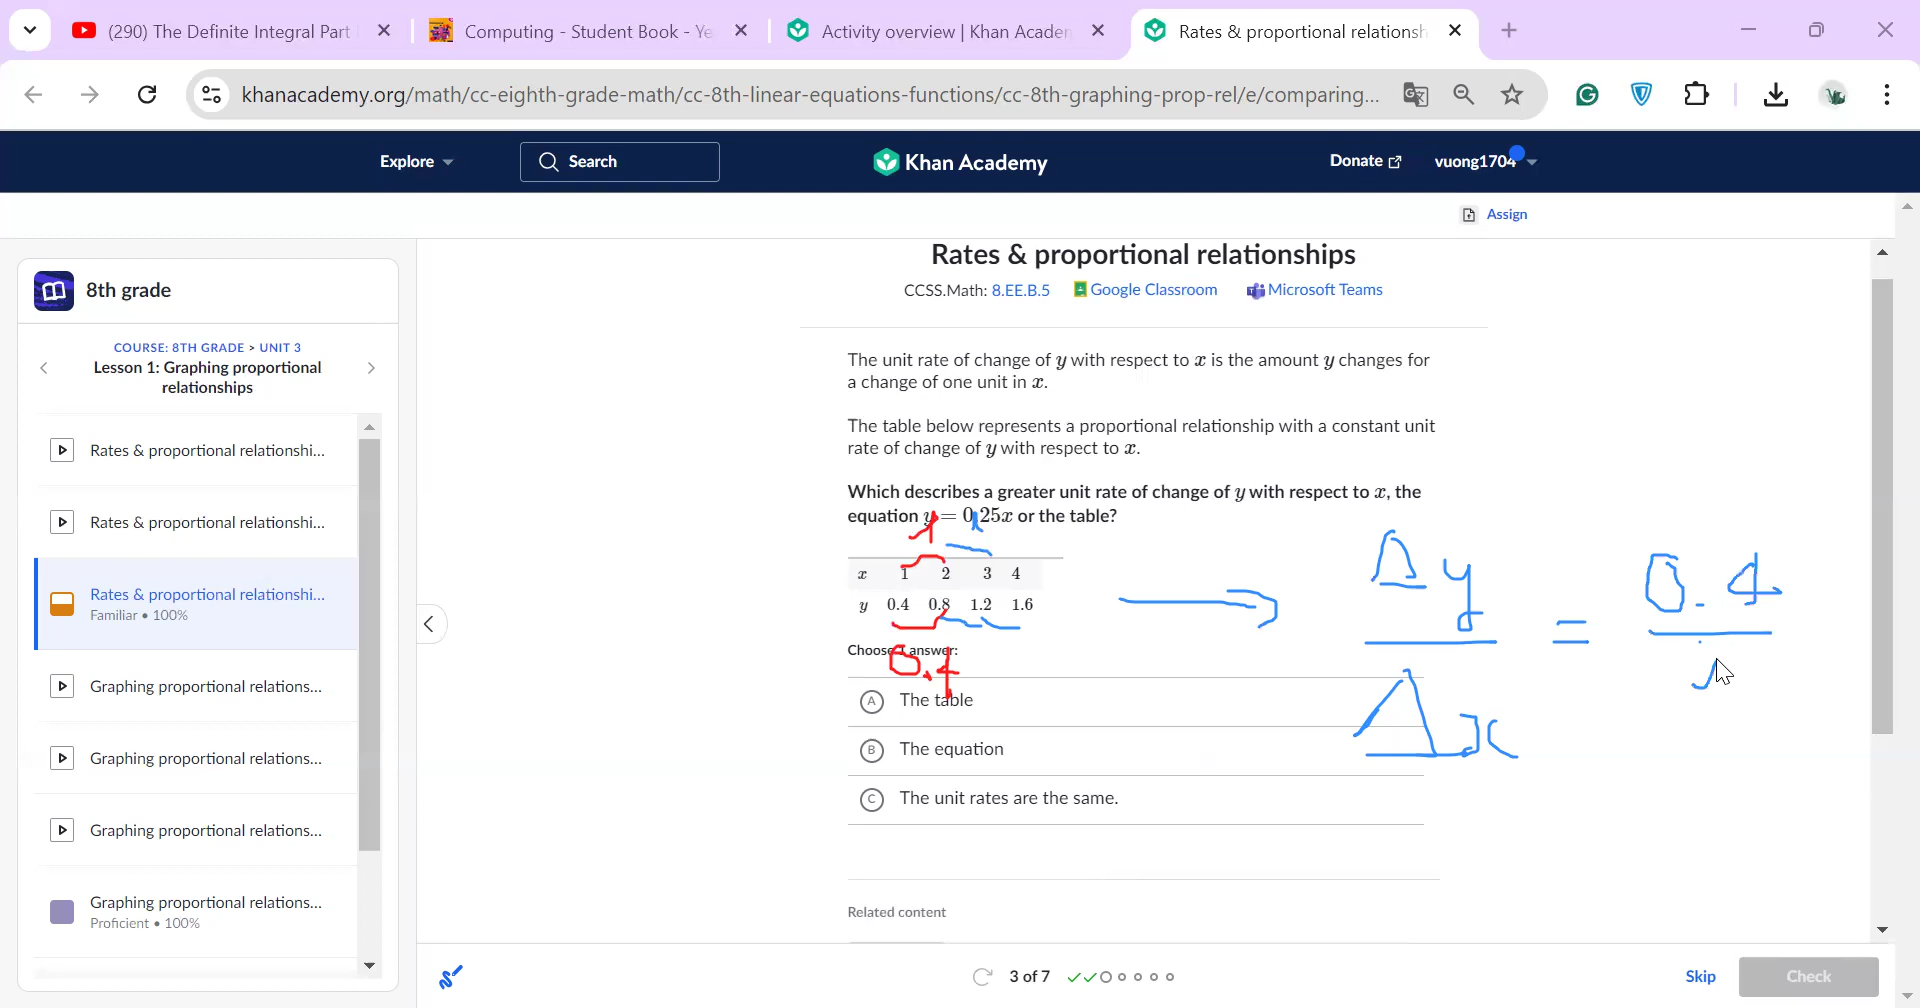 (290) The Definite Integral Part
Computing - Student Book - Ye
Activity overview | Khan Academ
Rates & proportional relationsh
khanacademy.org/math/cc-eighth-grade-math/cc-8th-linear-equations-functions/cc-8th-graphing-prop-rel/e/comparing...
Explore
Search
Khan Academy
Donate
vuong1704
Assign
8th grade
COURSE: 8TH GRADE > UNIT 3
Lesson 1: Graphing proportional
relationships
Rates & proportional relationshi...
Rates & proportional relationshi...
Rates & proportional relationshi...
Familiar • 100%
Graphing proportional relations...
Graphing proportional relations...
Graphing proportional relations...
Graphing proportional relations...
Proficient • 100%
Rates & proportional relationships
CCSS.Math: 8.EE.B.5 Google Classroom Microsoft Teams
The unit rate of change of y with respect to x is the amount y changes for
a change of one unit in x.
The table below represents a proportional relationship with a constant unit
rate of change of y with respect to x.
Which describes a greater unit rate of change of y with respect to x, the
equation y = 0.25x or the table?
1
x 1 2 3 4
y 0.4 0.8 1.2 1.6
0.4
Δy
Δx
=
0.4
Choose 1 answer:
A The table
B The equation
C The unit rates are the same.
Related content
3 of 7
Skip
Check